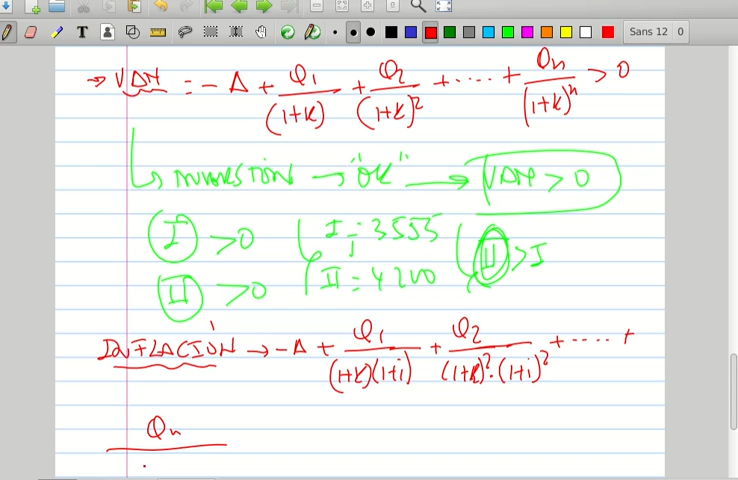 Sans 12 0
→ VAN = - A + Q1/(1+K) + Q2/(1+K)² + ..... + Qn/(1+K)ⁿ > 0
↳ INVERSTION → "OK" → VAN > 0
I > 0 I = 3555 II > I
II > 0 II = 4200
INFLACIÓN → - A + Q1/(1+K)(1+i) + Q2/(1+K)²·(1+i)² + ..... +
Qn